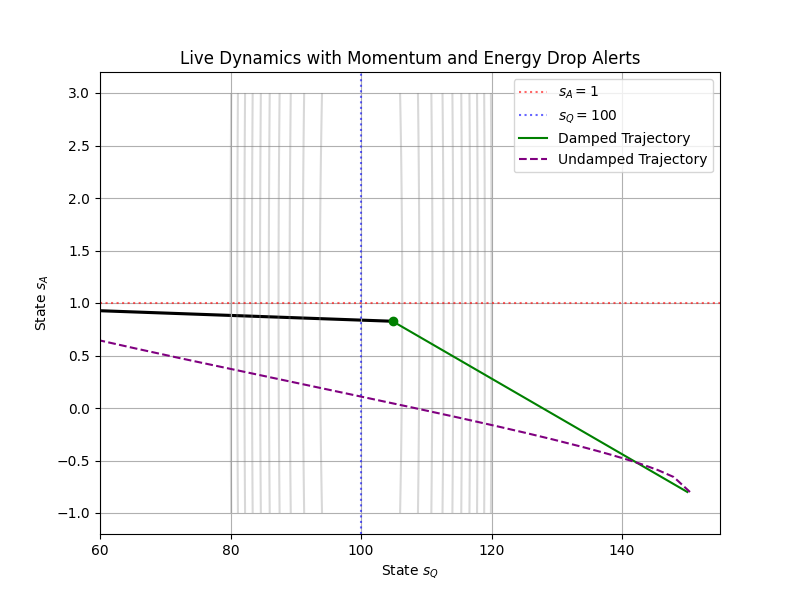 Live Dynamics with Momentum and Energy Drop Alerts
3.0
2.5
2.0
1.5
1.0
0.5
0.0
−0.5
−1.0
State s_A
s_A = 1
s_Q = 100
Damped Trajectory
Undamped Trajectory
60 80 100 120 140
State s_Q